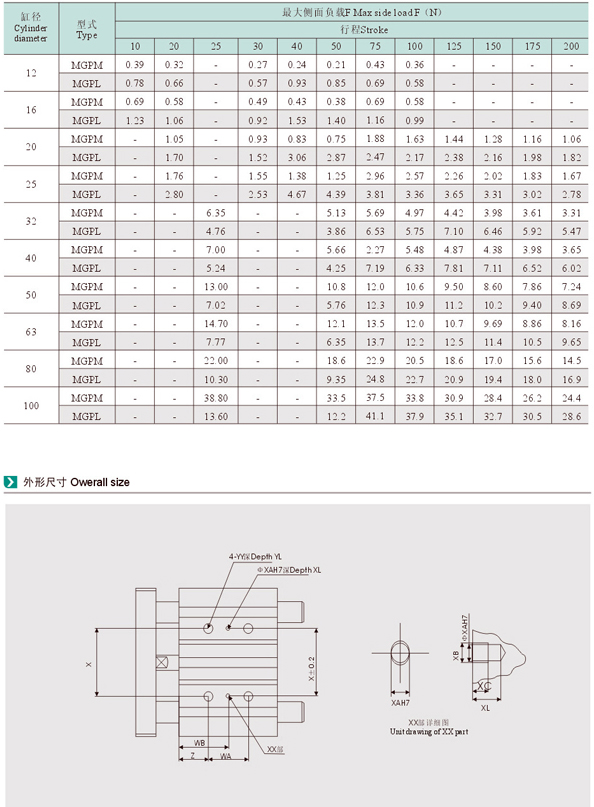 缸径 Cylinder diameter 型式 Type 最大侧面负载F Max side load F（N）
行程Stroke
10 20 25 30 40 50 75 100 125 150 175 200
12 MGPM 0.39 0.32 - 0.27 0.24 0.21 0.43 0.36 - - - -
MGPL 0.78 0.66 - 0.57 0.93 0.85 0.69 0.58 - - - -
16 MGPM 0.69 0.58 - 0.49 0.43 0.38 0.69 0.58 - - - -
MGPL 1.23 1.06 - 0.92 1.53 1.40 1.16 0.99 - - - -
20 MGPM - 1.05 - 0.93 0.83 0.75 1.88 1.63 1.44 1.28 1.16 1.06
MGPL - 1.70 - 1.52 3.06 2.87 2.47 2.17 2.38 2.16 1.98 1.82
25 MGPM - 1.76 - 1.55 1.38 1.25 2.96 2.57 2.26 2.02 1.83 1.67
MGPL - 2.80 - 2.53 4.67 4.39 3.81 3.36 3.65 3.31 3.02 2.78
32 MGPM - - 6.35 - - 5.13 5.69 4.97 4.42 3.98 3.61 3.31
MGPL - - 4.76 - - 3.86 6.53 5.75 7.10 6.46 5.92 5.47
40 MGPM - - 7.00 - - 5.66 2.27 5.48 4.87 4.38 3.98 3.65
MGPL - - 5.24 - - 4.25 7.19 6.33 7.81 7.11 6.52 6.02
50 MGPM - - 13.00 - - 10.8 12.0 10.6 9.50 8.60 7.86 7.24
MGPL - - 7.02 - - 5.76 12.3 10.9 11.2 10.2 9.40 8.69
63 MGPM - - 14.70 - - 12.1 13.5 12.0 10.7 9.69 8.86 8.16
MGPL - - 7.77 - - 6.35 13.7 12.2 12.5 11.4 10.5 9.65
80 MGPM - - 22.00 - - 18.6 22.9 20.5 18.6 17.0 15.6 14.5
MGPL - - 10.30 - - 9.35 24.8 22.7 20.9 19.4 18.0 16.9
100 MGPM - - 38.80 - - 33.5 37.5 33.8 30.9 28.4 26.2 24.4
MGPL - - 13.60 - - 12.2 41.1 37.9 35.1 32.7 30.5 28.6
外形尺寸 Owerall size
4-YY深Depth YL
ΦXAH7深Depth XL
X
X±0.2
WB
Z
WA
XX部
XAH7
XB
ΦXAH7
XC
XL
XX部详细图
Unit drawing of XX part